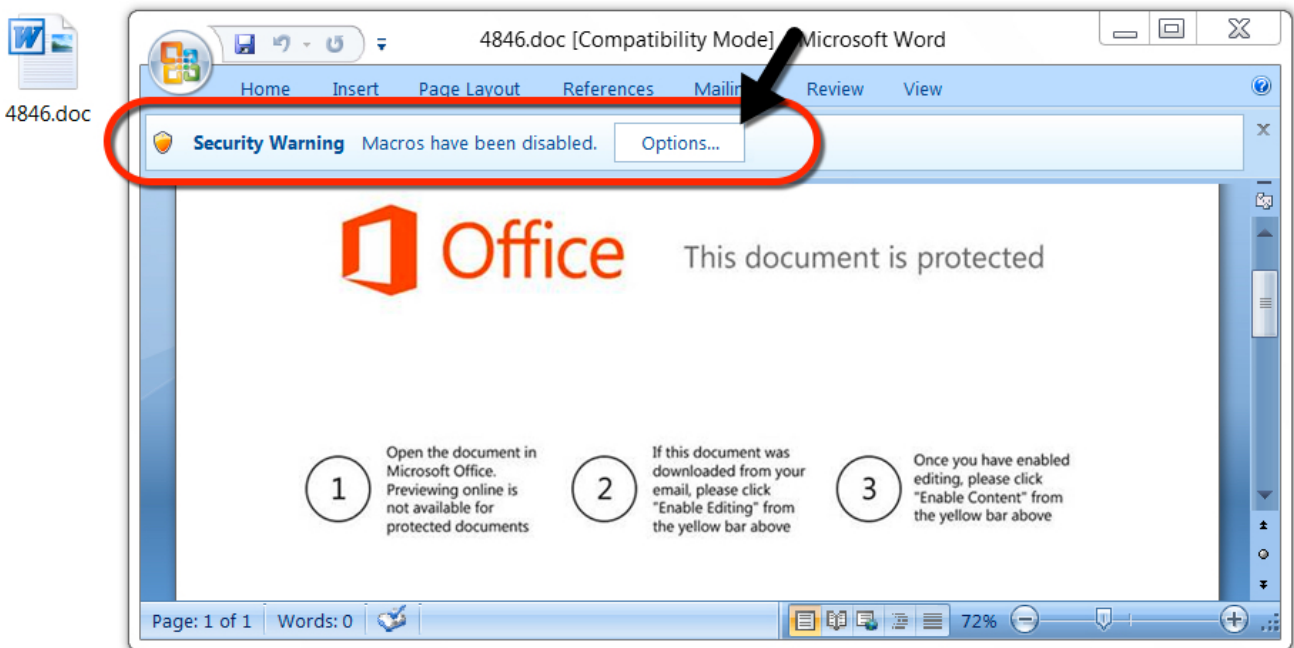 4846.doc
4846.doc [Compatibility Mode] Microsoft Word
Home Insert Page Layout References Review View
Security Warning Macros have been disabled. Options...
Office This document is protected
1
Open the document in
Microsoft Office.
Previewing online is
not available for
protected documents
2
If this document was
downloaded from your
email, please click
"Enable Editing" from
the yellow bar above
3
Once you have enabled
editing, please click
"Enable Content" from
the yellow bar above
Page: 1 of 1 Words: 0 72%